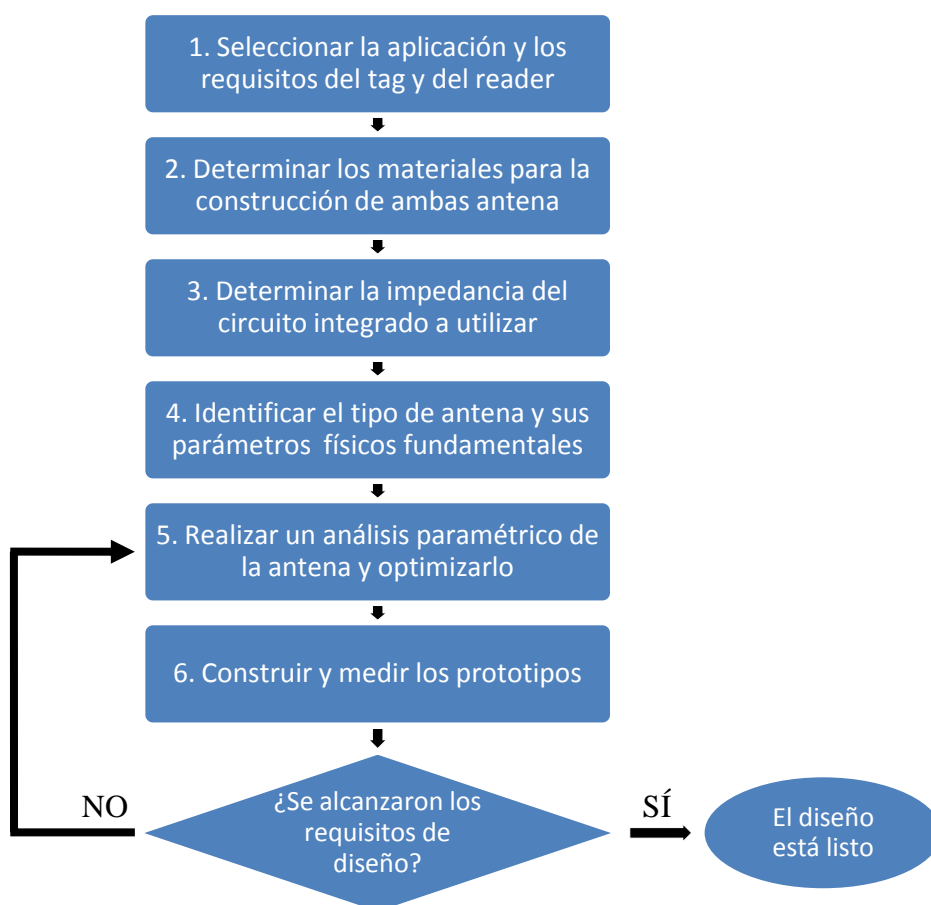 1. Seleccionar la aplicación y los
requisitos del tag y del reader
2. Determinar los materiales para la
construcción de ambas antena
3. Determinar la impedancia del
circuito integrado a utilizar
4. Identificar el tipo de antena y sus
parámetros físicos fundamentales
5. Realizar un análisis paramétrico de
la antena y optimizarlo
6. Construir y medir los prototipos
NO
¿Se alcanzaron los
requisitos de
diseño?
SÍ
El diseño
está listo